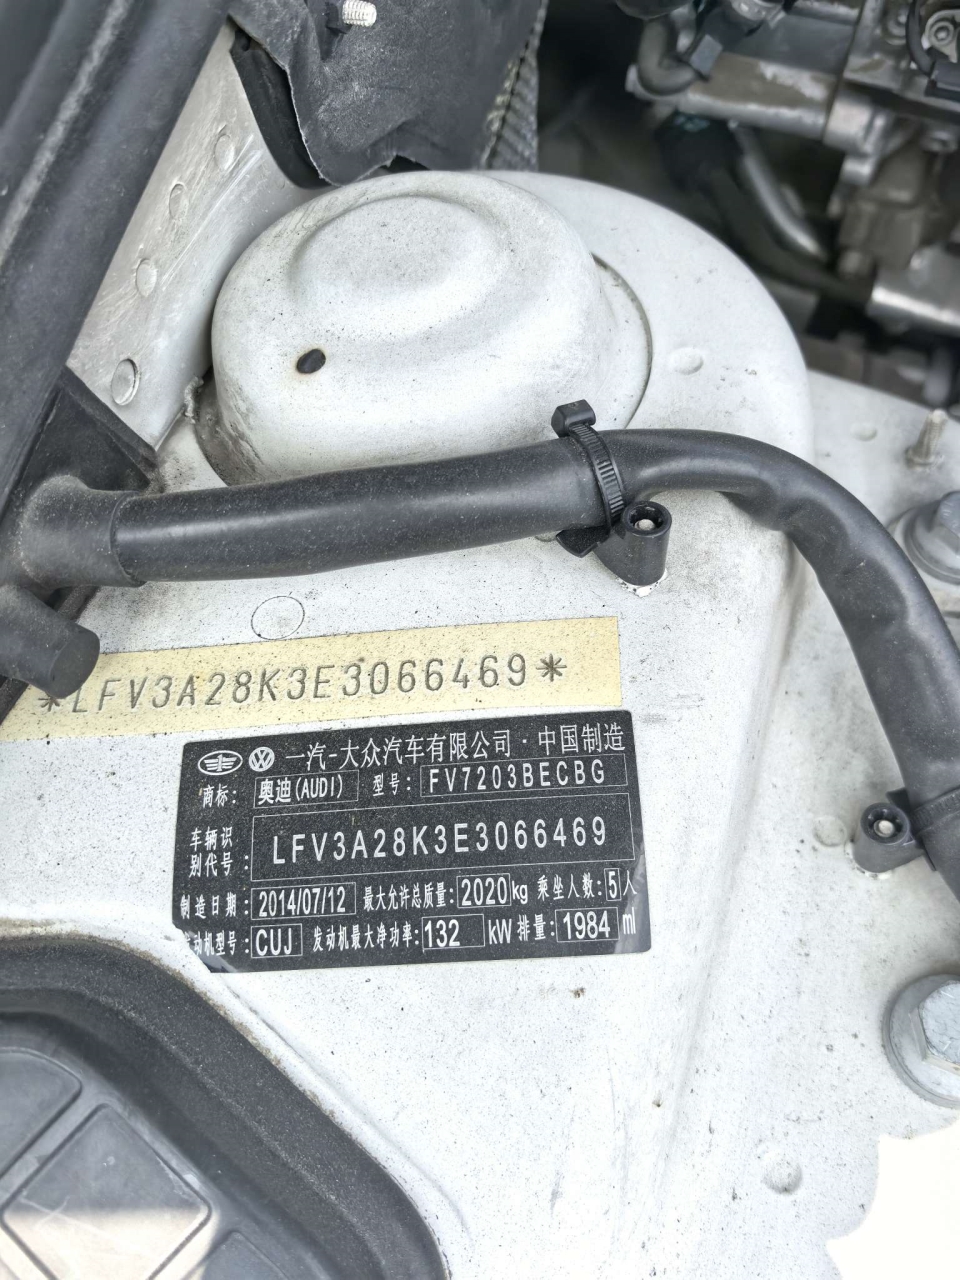 *LFV3A28K3E3066469*
一汽-大众汽车有限公司·中国制造
商标: 奥迪(AUDI) 型号: FV7203BECBG
车辆识别代号: LFV3A28K3E3066469
制造日期: 2014/07/12 最大允许总质量: 2020kg 乘坐人数: 5人
发动机型号: CUJ 发动机最大净功率: 132 kW 排量: 1984 ml